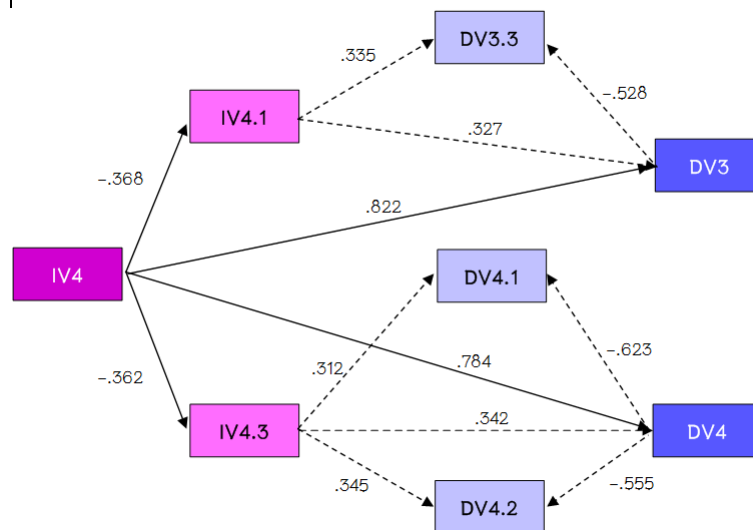 DV3.3
.335
IV4.1
-.528
.327
DV3
-.368
.822
IV4
DV4.1
-.623
.784
.312
-.362
.342
IV4.3
DV4
.345
-.555
DV4.2